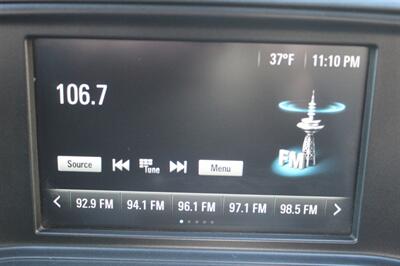 37°F 11:10 PM
106.7
FM
Source Tune Menu
92.9 FM 94.1 FM 96.1 FM 97.1 FM 98.5 FM